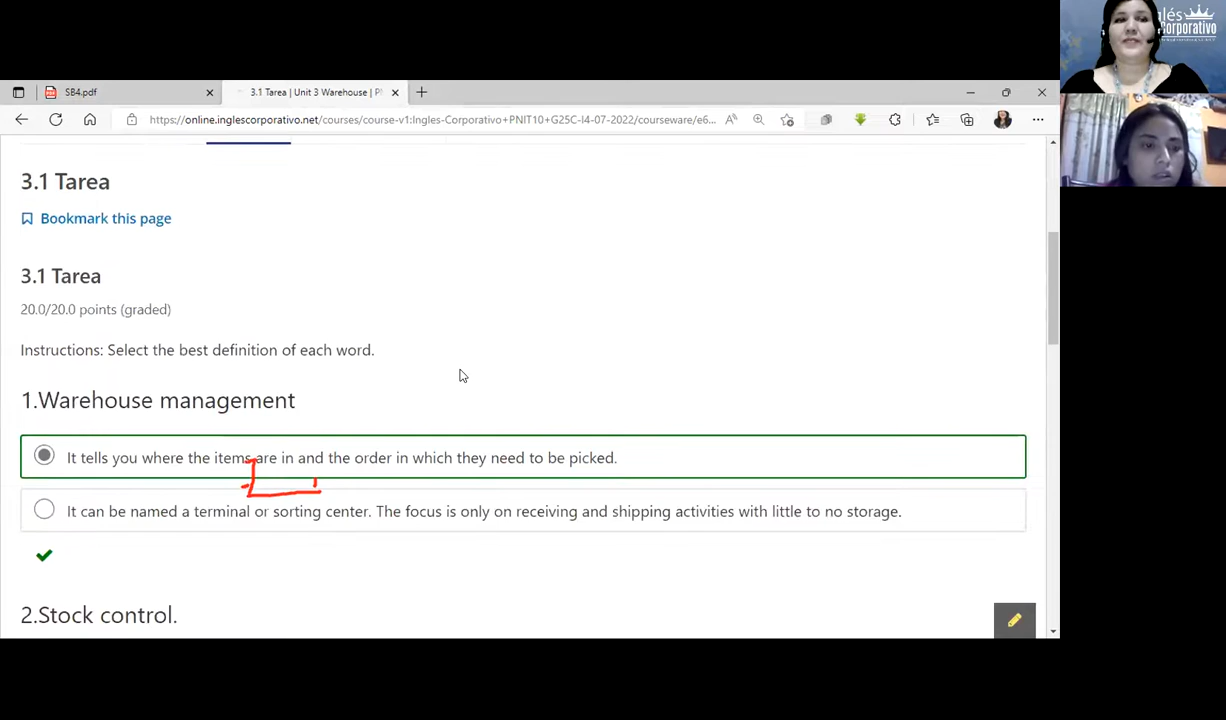 glés
Corporativo
SB4.pdf
3.1 Tarea | Unit 3 Warehouse |
https://online.inglescorporativo.net/courses/course-v1:Ingles-Corporativo+PNIT10+G25C-I4-07-2022/courseware/e6...
3.1 Tarea
Bookmark this page
3.1 Tarea
20.0/20.0 points (graded)
Instructions: Select the best definition of each word.
1.Warehouse management
It tells you where the items are in and the order in which they need to be picked.
It can be named a terminal or sorting center. The focus is only on receiving and shipping activities with little to no storage.
2.Stock control.